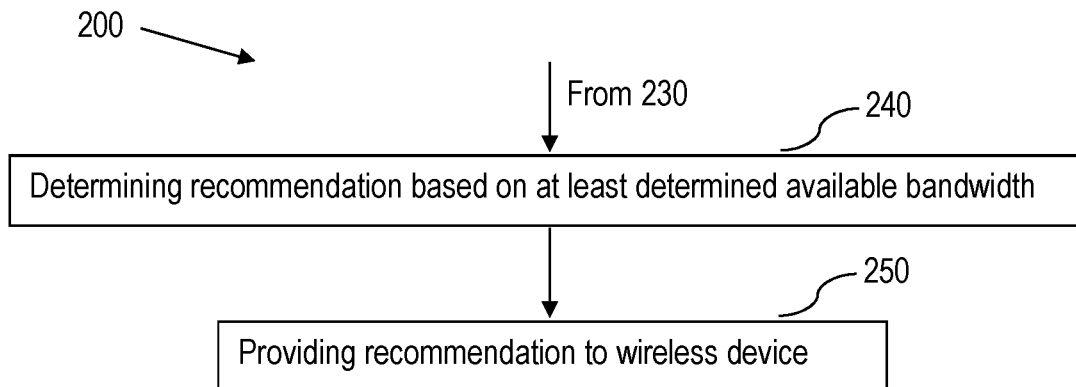 200
From 230
240
Determining recommendation based on at least determined available bandwidth
250
Providing recommendation to wireless device